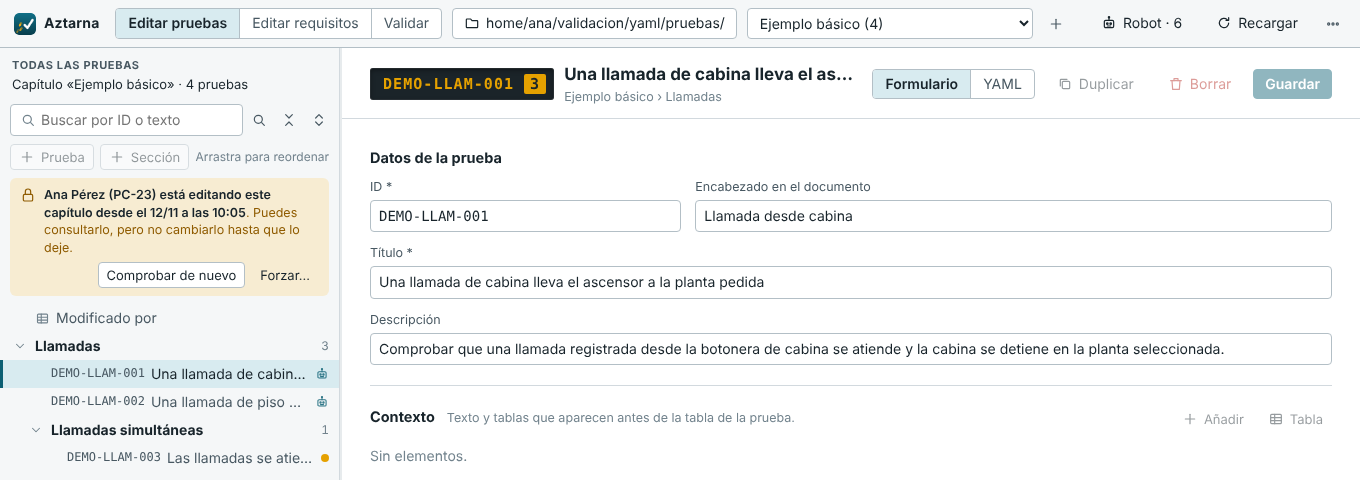 Aztarna
Editar pruebas
Editar requisitos
Validar
home/ana/validacion/yaml/pruebas/
Ejemplo básico (4)
Robot · 6
Recargar
TODAS LAS PRUEBAS
Capítulo «Ejemplo básico» · 4 pruebas
Buscar por ID o texto
Prueba
Sección
Arrastra para reordenar
Ana Pérez (PC-23) está editando este
capítulo desde el 12/11 a las 10:05. Puedes
consultarlo, pero no cambiarlo hasta que lo
deje.
Comprobar de nuevo
Forzar...
Modificado por
Llamadas 3
DEMO-LLAM-001 Una llamada de cabin...
DEMO-LLAM-002 Una llamada de piso ...
Llamadas simultáneas 1
DEMO-LLAM-003 Las llamadas se atie...
DEMO-LLAM-001 3
Una llamada de cabina lleva el as...
Ejemplo básico › Llamadas
Formulario
YAML
Duplicar
Borrar
Guardar
Datos de la prueba
ID *
Encabezado en el documento
DEMO-LLAM-001
Llamada desde cabina
Título *
Una llamada de cabina lleva el ascensor a la planta pedida
Descripción
Comprobar que una llamada registrada desde la botonera de cabina se atiende y la cabina se detiene en la planta seleccionada.
Contexto
Texto y tablas que aparecen antes de la tabla de la prueba.
Añadir
Tabla
Sin elementos.